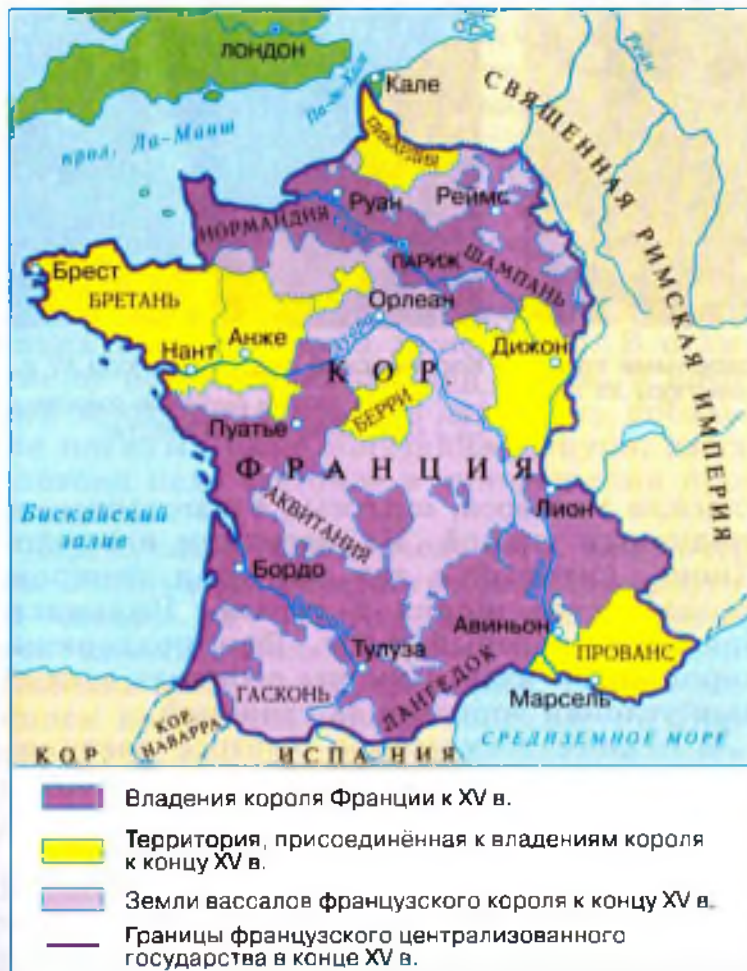 ЛОНДОН
Па-де-Кале
Кале
Рейн
прол. Ла-Манш
СВЯЩЕННАЯ РИМСКАЯ ИМПЕРИЯ
ПИКАРДИЯ
Руан
Реймс
НОРМАНДИЯ
ПАРИЖ
ШАМПАНЬ
Брест
БРЕТАНЬ
Орлеан
Анже
Луара
Нант
Дижон
КОР.
БЕРРИ
Пуатье
ФРАНЦИЯ
Бискайский
залив
АКВИТАНИЯ
Лион
Бордо
Авиньон
Тулуза
ПРОВАНС
ГАСКОНЬ
ЛАНГЕДОК
Марсель
КОР.
НАВАРРА
КОР. ИСПАНИЯ
СРЕДИЗЕМНОЕ МОРЕ
Владения короля Франции к XV в.
Территория, присоединённая к владениям короля
к концу XV в.
Земли вассалов французского короля к концу XV в.
Границы французского централизованного
государства в конце XV в.